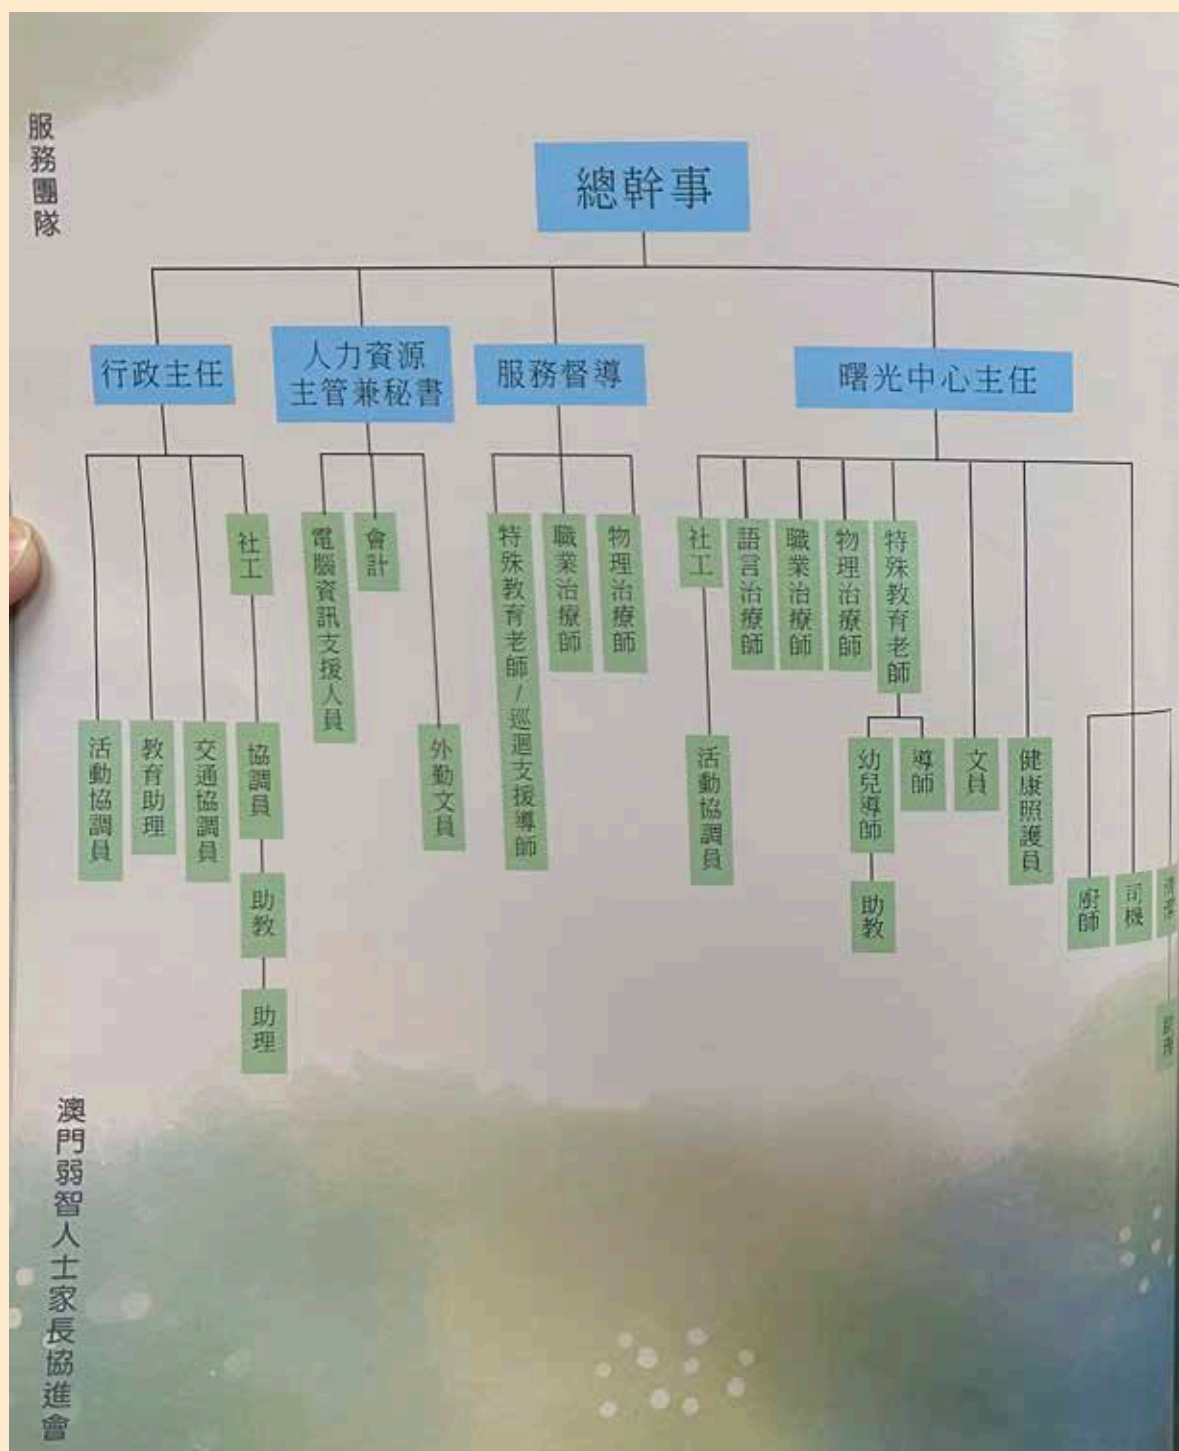 服務團隊
總幹事
行政主任
人力資源
主管兼秘書
服務督導
曙光中心主任
社工
電腦資訊支援人員
會計
特殊教育老師/巡迴支援導師
職業治療師
物理治療師
社工
語言治療師
職業治療師
物理治療師
特殊教育老師
活動協調員
教育助理
交通協調員
協調員
外勤文員
活動協調員
幼兒導師
導師
文員
健康照護員
助教
助教
廚師
司機
助理
澳門弱智人士家長協進會